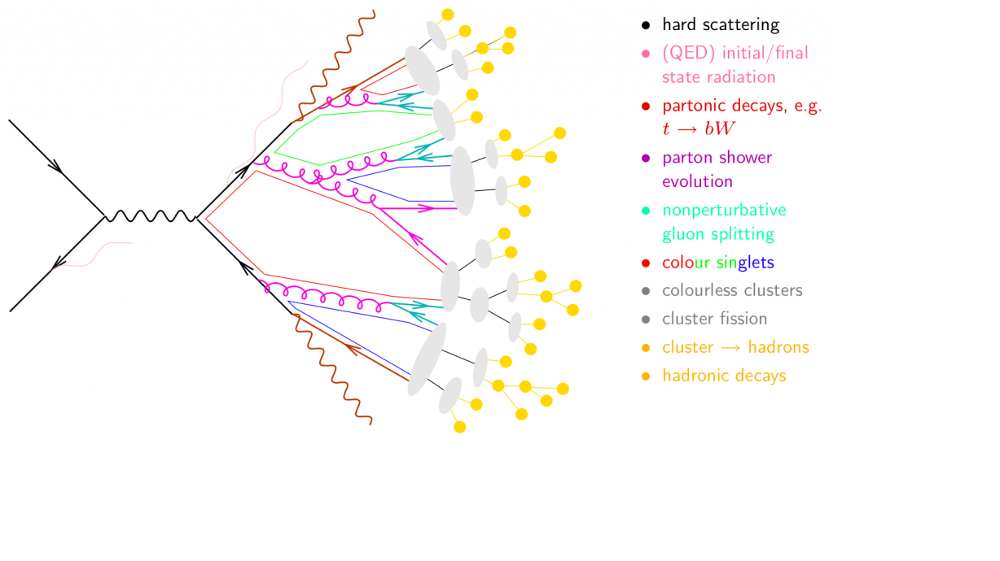 hard scattering
(QED) initial/final
state radiation
partonic decays, e.g.
t → bW
parton shower
evolution
nonperturbative
gluon splitting
colour singlets
colourless clusters
cluster fission
cluster → hadrons
hadronic decays